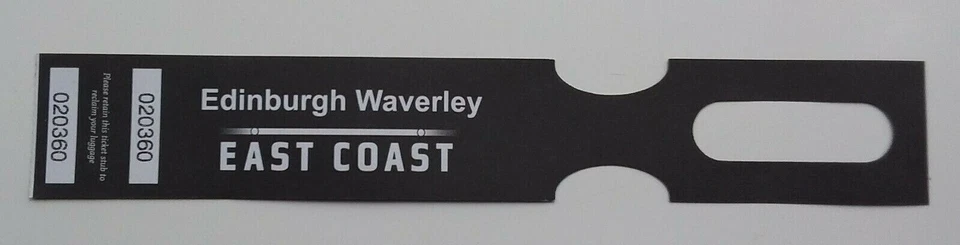 020360
Please retain this ticket stub to
reclaim your luggage
020360
Edinburgh Waverley
EAST COAST